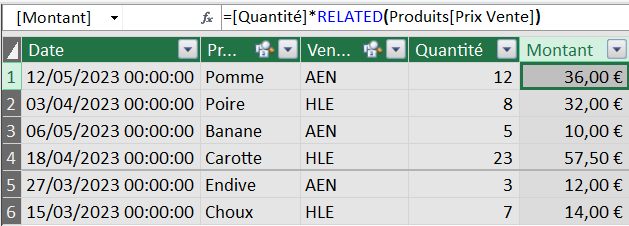 [Montant] fx =[Quantité]*RELATED(Produits[Prix Vente])
Date Pr... Ven... Quantité Montant
1 12/05/2023 00:00:00 Pomme AEN 12 36,00 €
2 03/04/2023 00:00:00 Poire HLE 8 32,00 €
3 06/05/2023 00:00:00 Banane AEN 5 10,00 €
4 18/04/2023 00:00:00 Carotte HLE 23 57,50 €
5 27/03/2023 00:00:00 Endive AEN 3 12,00 €
6 15/03/2023 00:00:00 Choux HLE 7 14,00 €